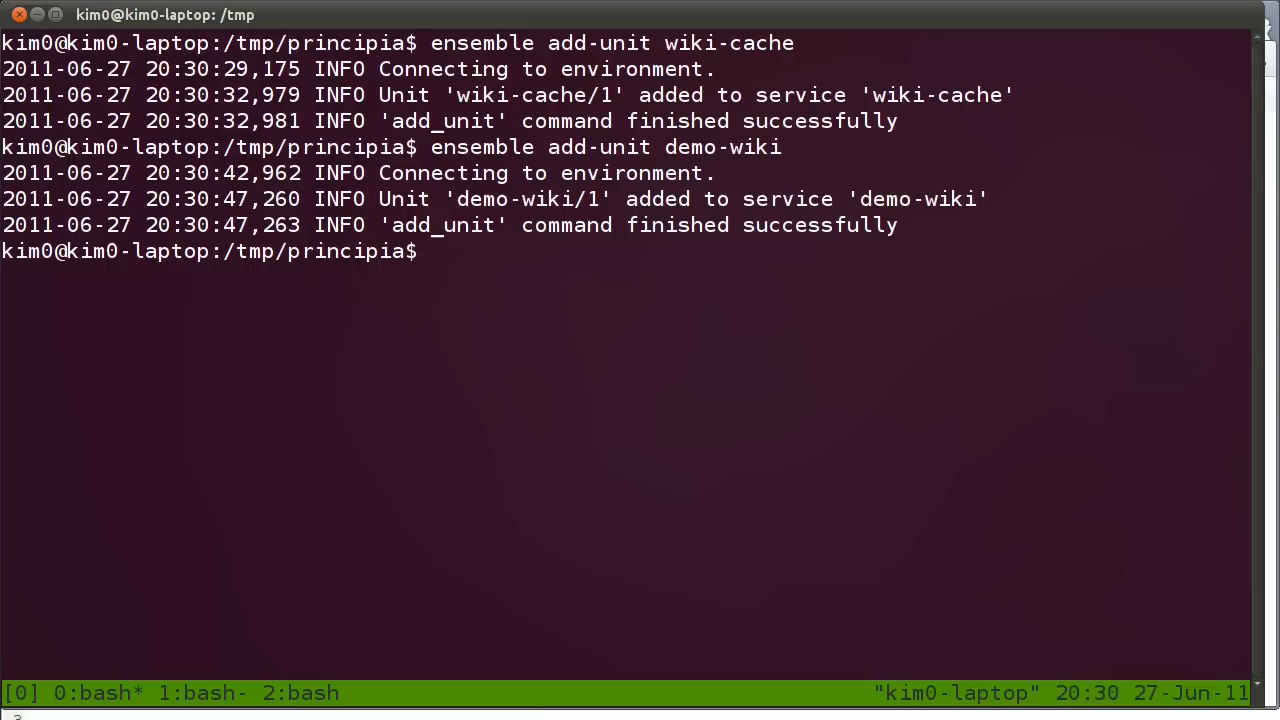 kim0@kim0-laptop: /tmp
kim0@kim0-laptop:/tmp/principia$ ensemble add-unit wiki-cache
2011-06-27 20:30:29,175 INFO Connecting to environment.
2011-06-27 20:30:32,979 INFO Unit 'wiki-cache/1' added to service 'wiki-cache'
2011-06-27 20:30:32,981 INFO 'add_unit' command finished successfully
kim0@kim0-laptop:/tmp/principia$ ensemble add-unit demo-wiki
2011-06-27 20:30:42,962 INFO Connecting to environment.
2011-06-27 20:30:47,260 INFO Unit 'demo-wiki/1' added to service 'demo-wiki'
2011-06-27 20:30:47,263 INFO 'add_unit' command finished successfully
kim0@kim0-laptop:/tmp/principia$
[0] 0:bash* 1:bash- 2:bash "kim0-laptop" 20:30 27-Jun-11